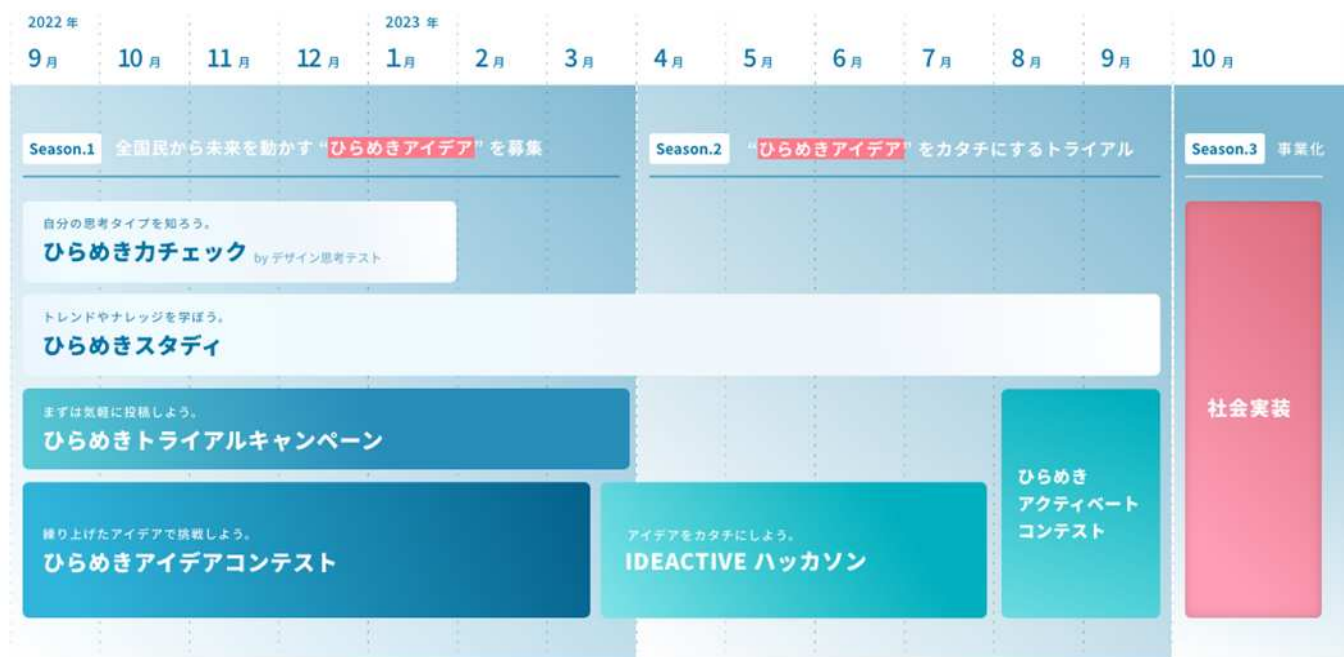 2022 年
2023 年
9 月
10 月
11 月
12 月
1 月
2 月
3 月
4 月
5 月
6 月
7 月
8 月
9 月
10 月
Season.1 全国民から未来を動かす “ひらめきアイデア” を募集
Season.2 “ひらめきアイデア” をカタチにするトライアル
Season.3 事業化
自分の思考タイプを知ろう。
ひらめき力チェック by デザイン思考テスト
トレンドやナレッジを学ぼう。
ひらめきスタディ
まずは気軽に投稿しよう。
ひらめきトライアルキャンペーン
練り上げたアイデアで挑戦しよう。
ひらめきアイデアコンテスト
アイデアをカタチにしよう。
IDEACTIVE ハッカソン
ひらめき
アクティベート
コンテスト
社会実装